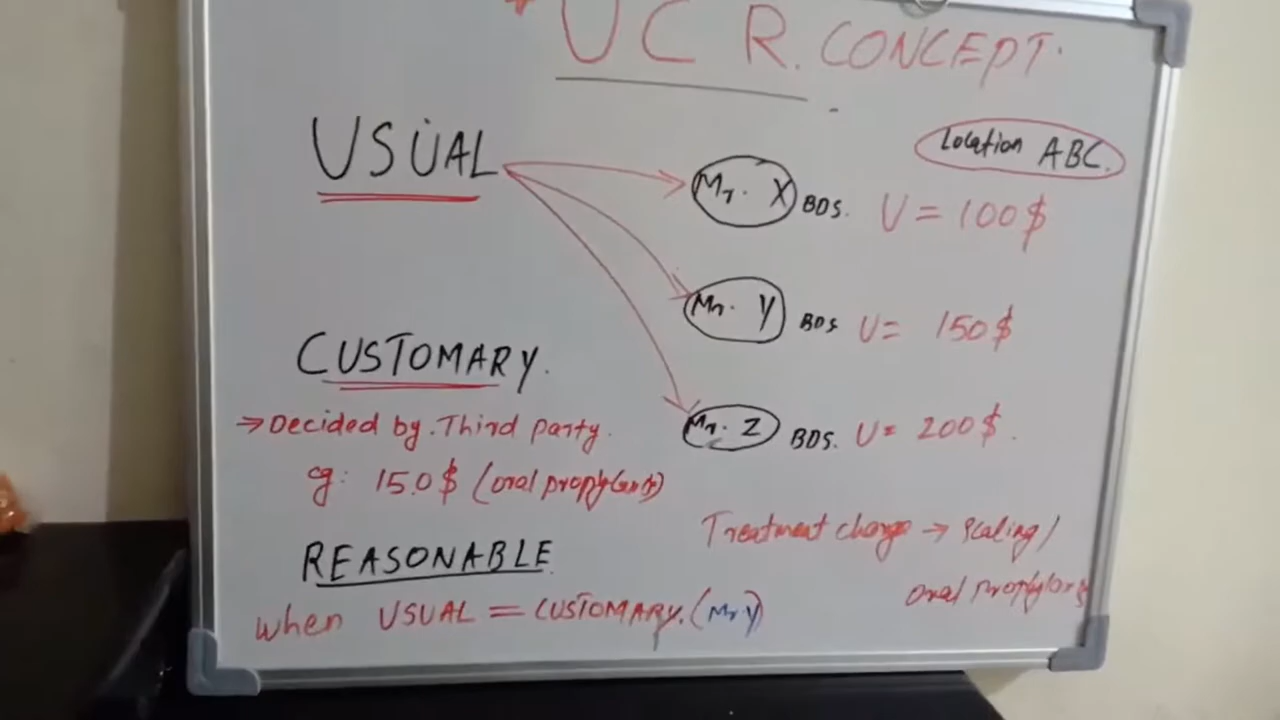 * UCR. CONCEPT.
Location ABC.
USUAL
Mr. X BDS. U = 100$
Mr. Y BDS U = 150$
Mr. Z BDS. U = 200$.
CUSTOMARY.
→ Decided by Third party.
eg: 150$ (oral prophylaxis)
Treatment charge → Scaling/
oral prophylaxis
REASONABLE
when USUAL = CUSTOMARY. (Mr Y)